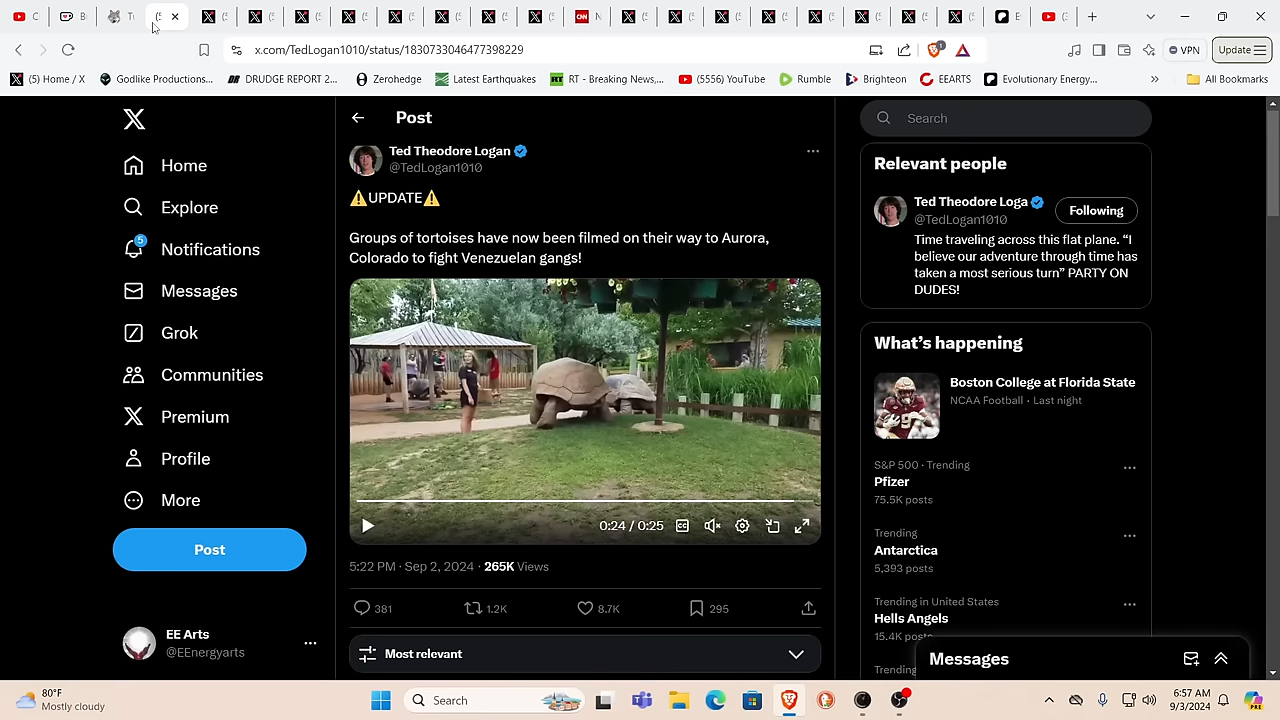 B
T
(5
CNN
N
E
x.com/TedLogan1010/status/1830733046477398229
1
VPN
Update
(5) Home / X
Godlike Productions...
DRUDGE REPORT 2...
Zerohedge
Latest Earthquakes
RT
RT - Breaking News,...
(5556) YouTube
Rumble
Brighteon
EEARTS
Evolutionary Energy...
All Bookmarks
Home
Explore
5
Notifications
Messages
Grok
Communities
Premium
Profile
More
Post
EE Arts
@EEnergyarts
Post
Ted Theodore Logan
@TedLogan1010
⚠️UPDATE⚠️
Groups of tortoises have now been filmed on their way to Aurora,
Colorado to fight Venezuelan gangs!
0:24 / 0:25
5:22 PM · Sep 2, 2024 · 265K Views
381
1.2K
8.7K
295
Most relevant
Search
Relevant people
Ted Theodore Loga
@TedLogan1010
Following
Time traveling across this flat plane. “I
believe our adventure through time has
taken a most serious turn” PARTY ON
DUDES!
What’s happening
Boston College at Florida State
NCAA Football · Last night
S&P 500 · Trending
Pfizer
75.5K posts
Trending
Antarctica
5,393 posts
Trending in United States
Hells Angels
15.4K posts
Trending
Messages
80°F
Mostly cloudy
Search
6:57 AM
9/3/2024
PRE